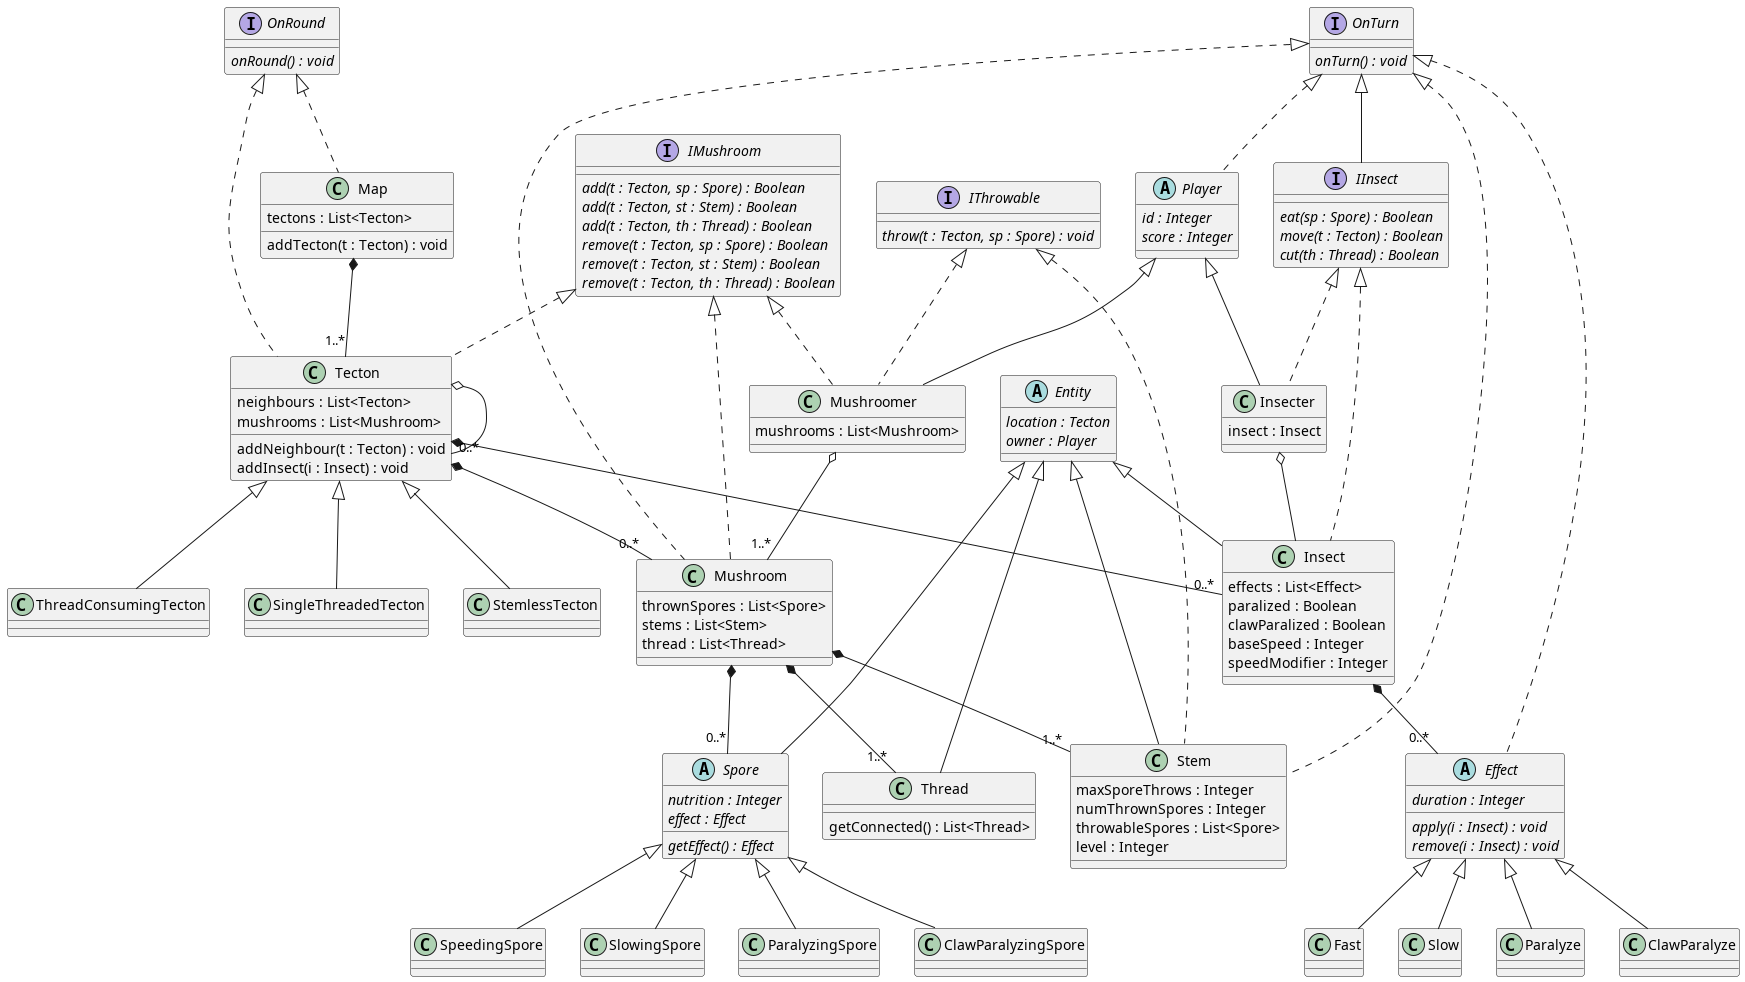 I OnRound
onRound() : void
I OnTurn
onTurn() : void
I IMushroom
add(t : Tecton, sp : Spore) : Boolean
add(t : Tecton, st : Stem) : Boolean
add(t : Tecton, th : Thread) : Boolean
remove(t : Tecton, sp : Spore) : Boolean
remove(t : Tecton, st : Stem) : Boolean
remove(t : Tecton, th : Thread) : Boolean
C Map
tectons : List<Tecton>
addTecton(t : Tecton) : void
I IThrowable
throw(t : Tecton, sp : Spore) : void
A Player
id : Integer
score : Integer
I IInsect
eat(sp : Spore) : Boolean
move(t : Tecton) : Boolean
cut(th : Thread) : Boolean
1..*
C Tecton
neighbours : List<Tecton>
mushrooms : List<Mushroom>
addNeighbour(t : Tecton) : void
addInsect(i : Insect) : void
0..*
C Mushroomer
mushrooms : List<Mushroom>
A Entity
location : Tecton
owner : Player
C Insecter
insect : Insect
0..*
1..*
0..*
C ThreadConsumingTecton
C SingleThreadedTecton
C StemlessTecton
C Mushroom
thrownSpores : List<Spore>
stems : List<Stem>
thread : List<Thread>
C Insect
effects : List<Effect>
paralized : Boolean
clawParalized : Boolean
baseSpeed : Integer
speedModifier : Integer
0..*
1..*
1..*
0..*
A Spore
nutrition : Integer
effect : Effect
getEffect() : Effect
C Thread
getConnected() : List<Thread>
C Stem
maxSporeThrows : Integer
numThrownSpores : Integer
throwableSpores : List<Spore>
level : Integer
A Effect
duration : Integer
apply(i : Insect) : void
remove(i : Insect) : void
C SpeedingSpore
C SlowingSpore
C ParalyzingSpore
C ClawParalyzingSpore
C Fast
C Slow
C Paralyze
C ClawParalyze